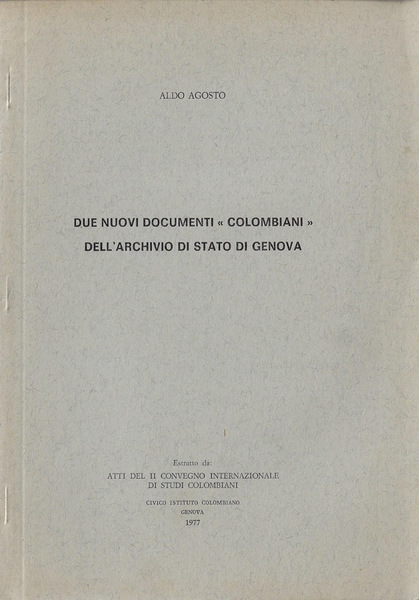 ALDO AGOSTO
DUE NUOVI DOCUMENTI « COLOMBIANI »
DELL'ARCHIVIO DI STATO DI GENOVA
Estratto da:
ATTI DEL II CONVEGNO INTERNAZIONALE
DI STUDI COLOMBIANI
CIVICO ISTITUTO COLOMBIANO
GENOVA
1977